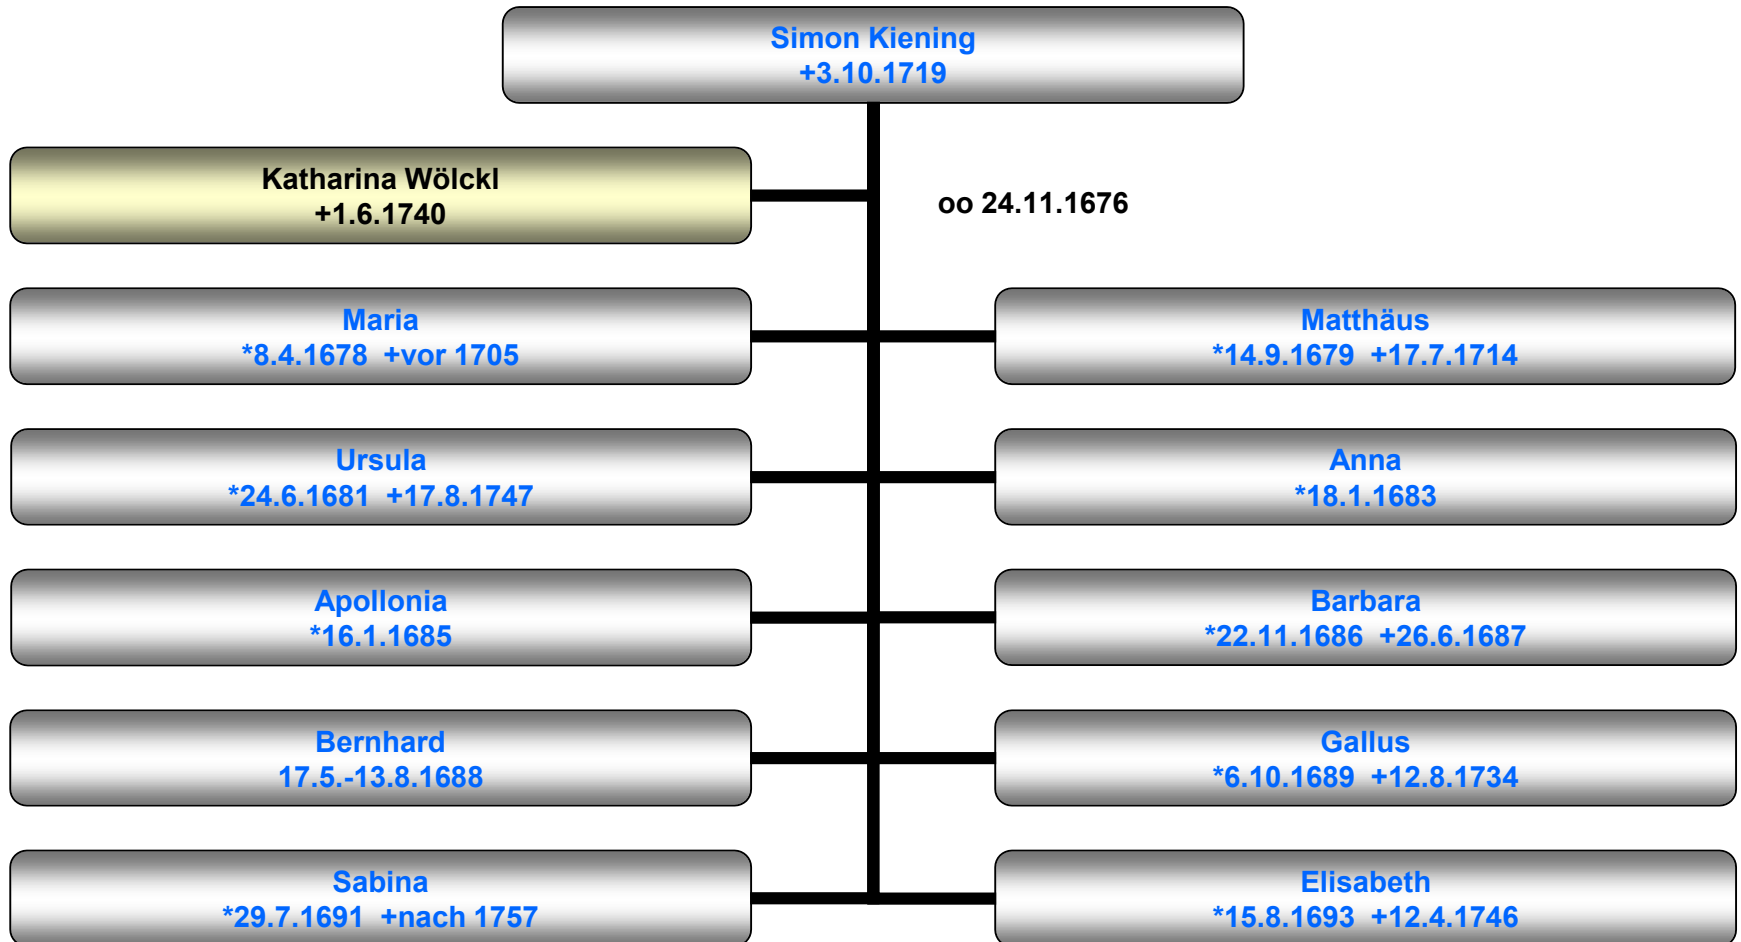 Simon Kiening
+3.10.1719
Katharina Wölckl
+1.6.1740
oo 24.11.1676
Maria
*8.4.1678 +vor 1705
Matthäus
*14.9.1679 +17.7.1714
Ursula
*24.6.1681 +17.8.1747
Anna
*18.1.1683
Apollonia
*16.1.1685
Barbara
*22.11.1686 +26.6.1687
Bernhard
17.5.-13.8.1688
Gallus
*6.10.1689 +12.8.1734
Sabina
*29.7.1691 +nach 1757
Elisabeth
*15.8.1693 +12.4.1746